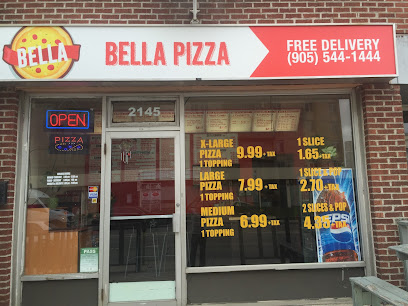 BELLA
BELLA PIZZA
FREE DELIVERY
(905) 544-1444
2145
OPEN
PIZZA
X-LARGE
PIZZA 9.99 +TAX
1 TOPPING
1 SLICE
1.65 +TAX
LARGE
PIZZA 7.99 +TAX
1 TOPPING
1 SLICE & POP
2.70 +TAX
MEDIUM
PIZZA 6.99 +TAX
1 TOPPING
2 SLICES & POP
+TAX
PEPSI
PASS